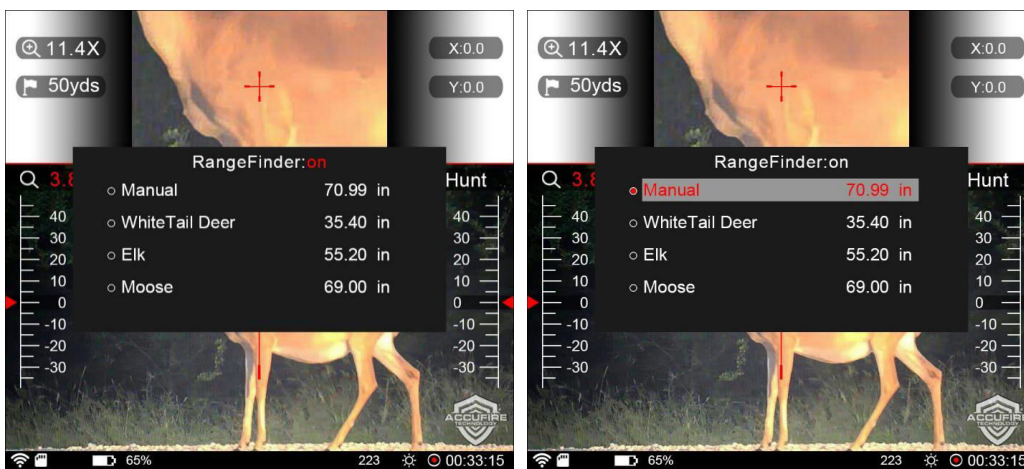 11.4X
X:0.0
50yds
Y:0.0
RangeFinder:on
3.8
Hunt
Manual 70.99 in
WhiteTail Deer 35.40 in
Elk 55.20 in
Moose 69.00 in
40 40
30 30
20 20
10 10
0 0
-10 -10
-20 -20
-30 -30
ACCUFIRE
TECHNOLOGY
65% 223 00:33:15
11.4X
X:0.0
50yds
Y:0.0
RangeFinder:on
3.8
Hunt
Manual 70.99 in
WhiteTail Deer 35.40 in
Elk 55.20 in
Moose 69.00 in
40 40
30 30
20 20
10 10
0 0
-10 -10
-20 -20
-30 -30
ACCUFIRE
TECHNOLOGY
65% 223 00:33:15